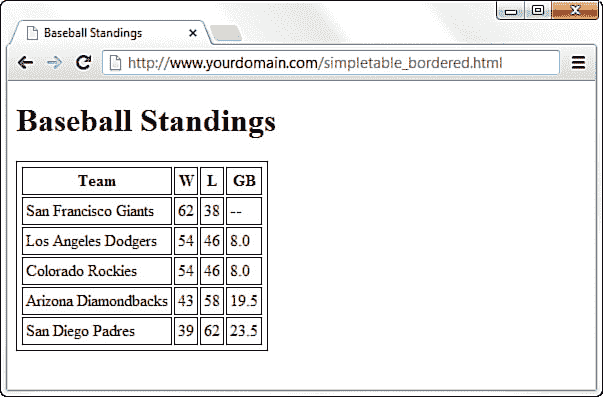 Baseball Standings
http://www.yourdomain.com/simpletable_bordered.html
Baseball Standings
Team W L GB
San Francisco Giants 62 38 --
Los Angeles Dodgers 54 46 8.0
Colorado Rockies 54 46 8.0
Arizona Diamondbacks 43 58 19.5
San Diego Padres 39 62 23.5